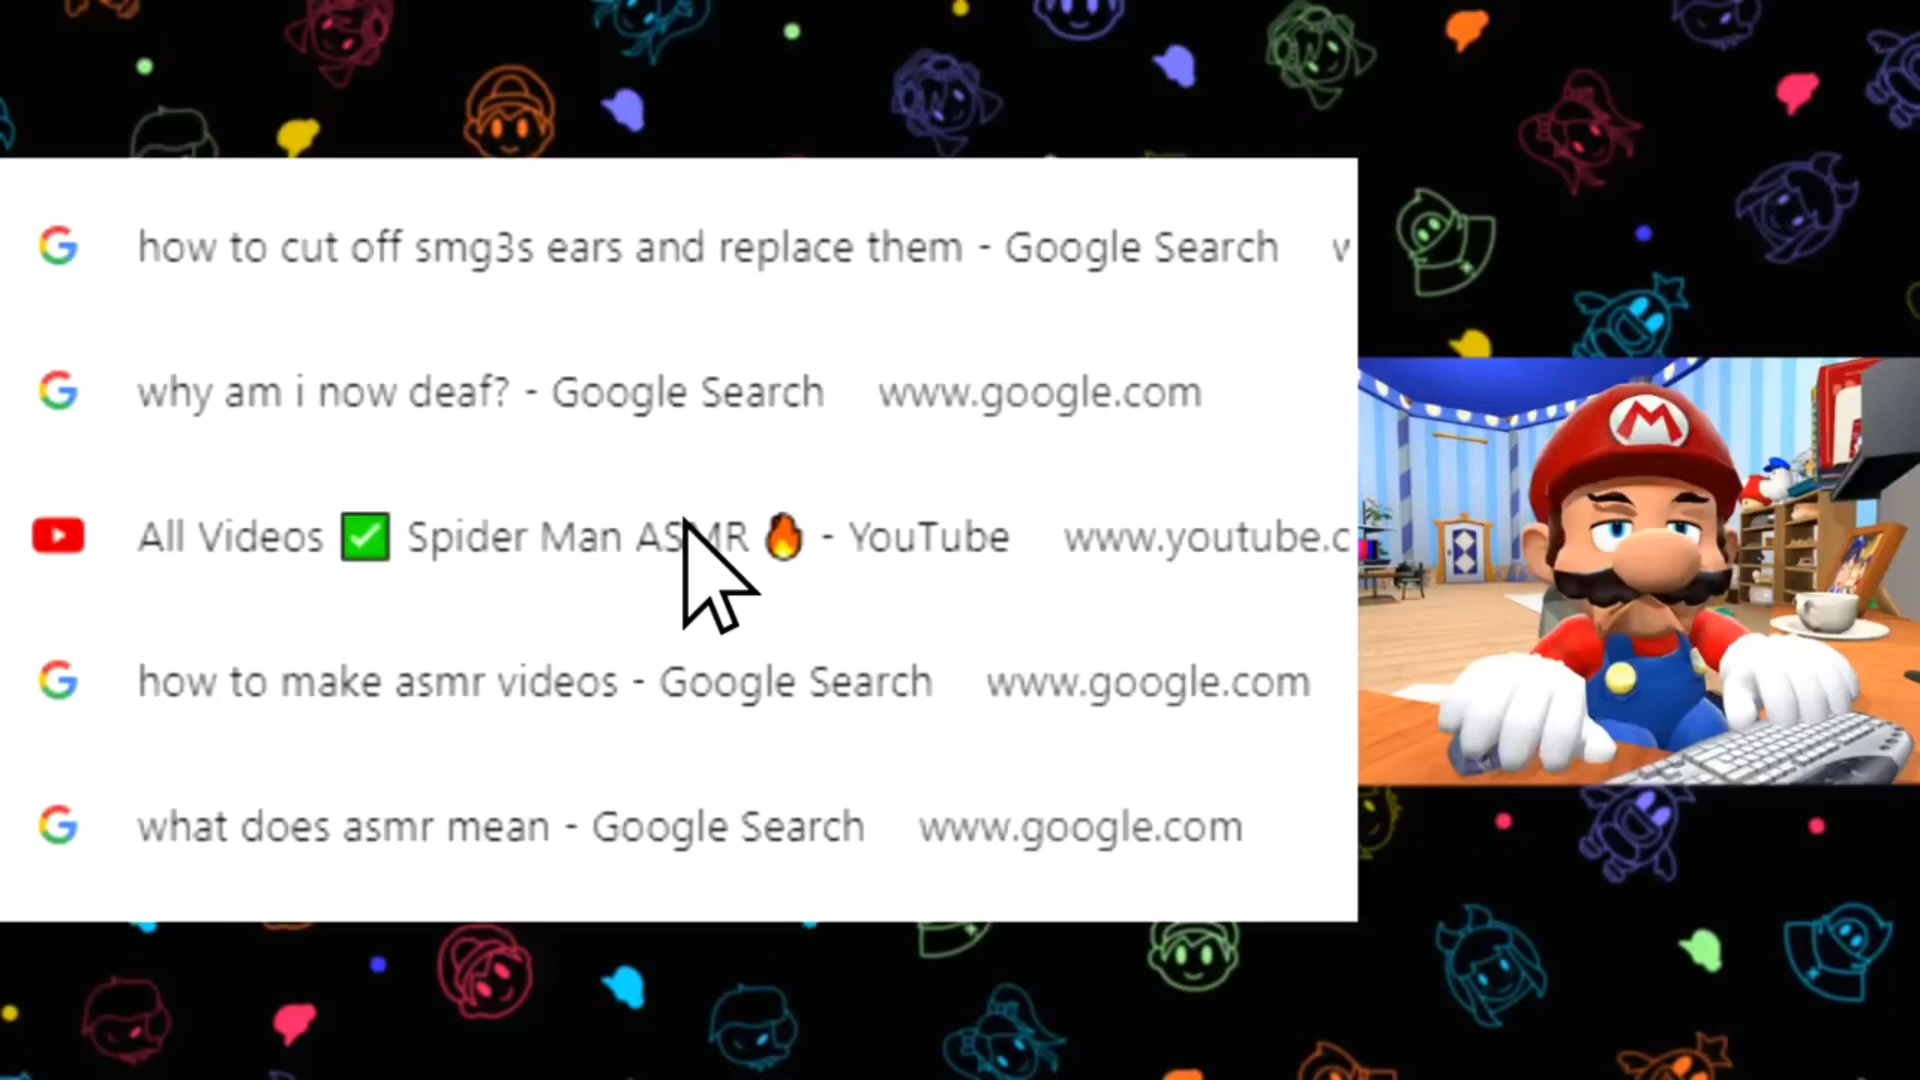 how to cut off smg3s ears and replace them - Google Search
why am i now deaf? - Google Search www.google.com
All Videos ✅ Spider Man ASMR 🔥 - YouTube www.youtube.c
how to make asmr videos - Google Search www.google.com
what does asmr mean - Google Search www.google.com
M